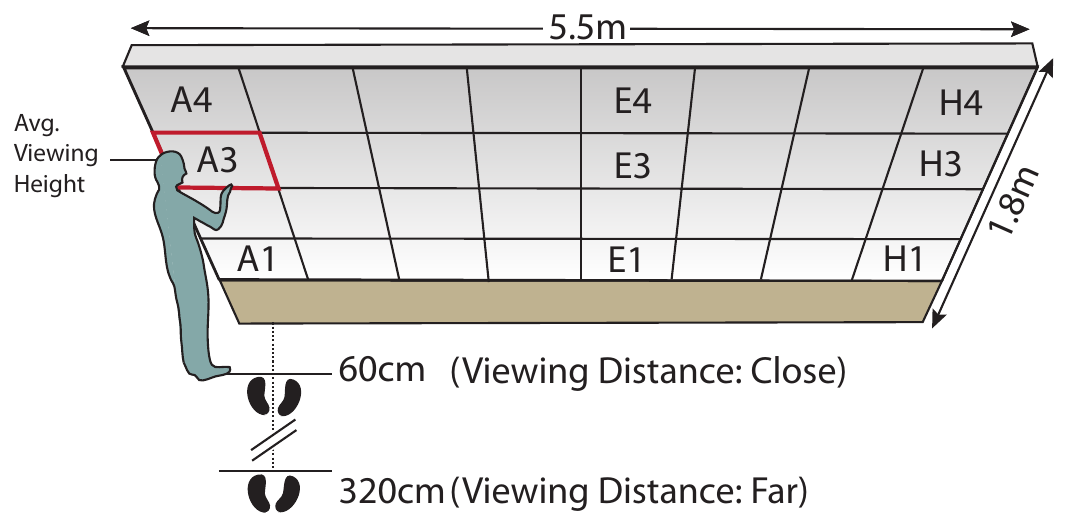 5.5m
A4
E4
H4
Avg.
Viewing
Height
A3
E3
H3
1.8m
A1
E1
H1
60cm (Viewing Distance: Close)
320cm (Viewing Distance: Far)